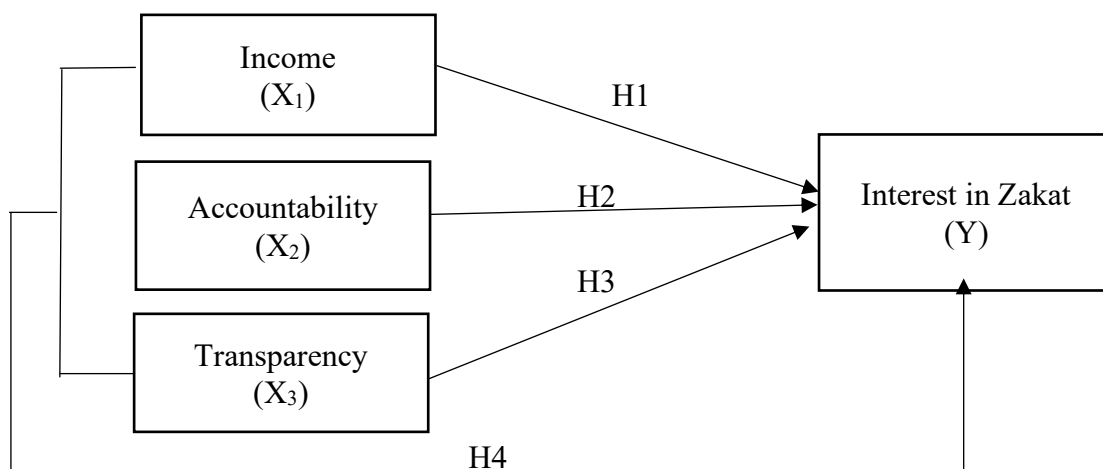 Income
(X₁)
H1
Accountability
(X₂)
H2
Interest in Zakat
(Y)
H3
Transparency
(X₃)
H4